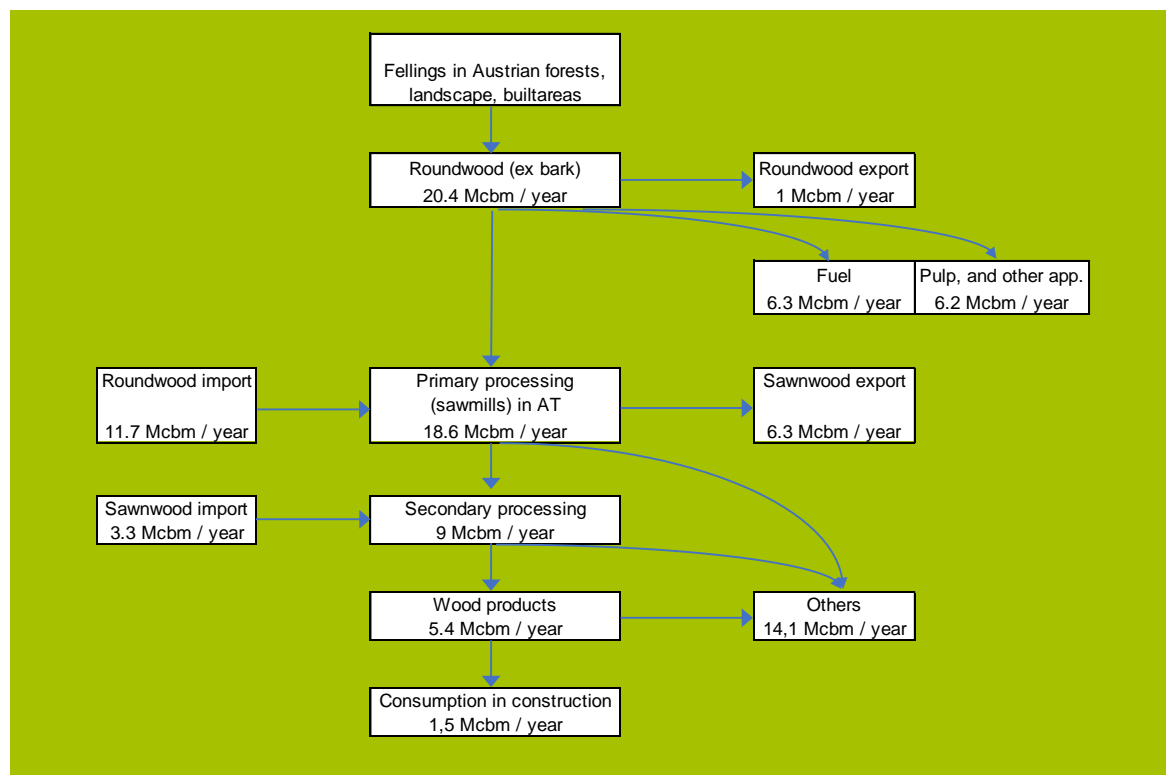 Fellings in Austrian forests,
landscape, builtareas
Roundwood (ex bark)
20.4 Mcbm / year
Roundwood export
1 Mcbm / year
Fuel
6.3 Mcbm / year
Pulp, and other app.
6.2 Mcbm / year
Roundwood import
11.7 Mcbm / year
Primary processing
(sawmills) in AT
18.6 Mcbm / year
Sawnwood export
6.3 Mcbm / year
Sawnwood import
3.3 Mcbm / year
Secondary processing
9 Mcbm / year
Wood products
5.4 Mcbm / year
Others
14,1 Mcbm / year
Consumption in construction
1,5 Mcbm / year